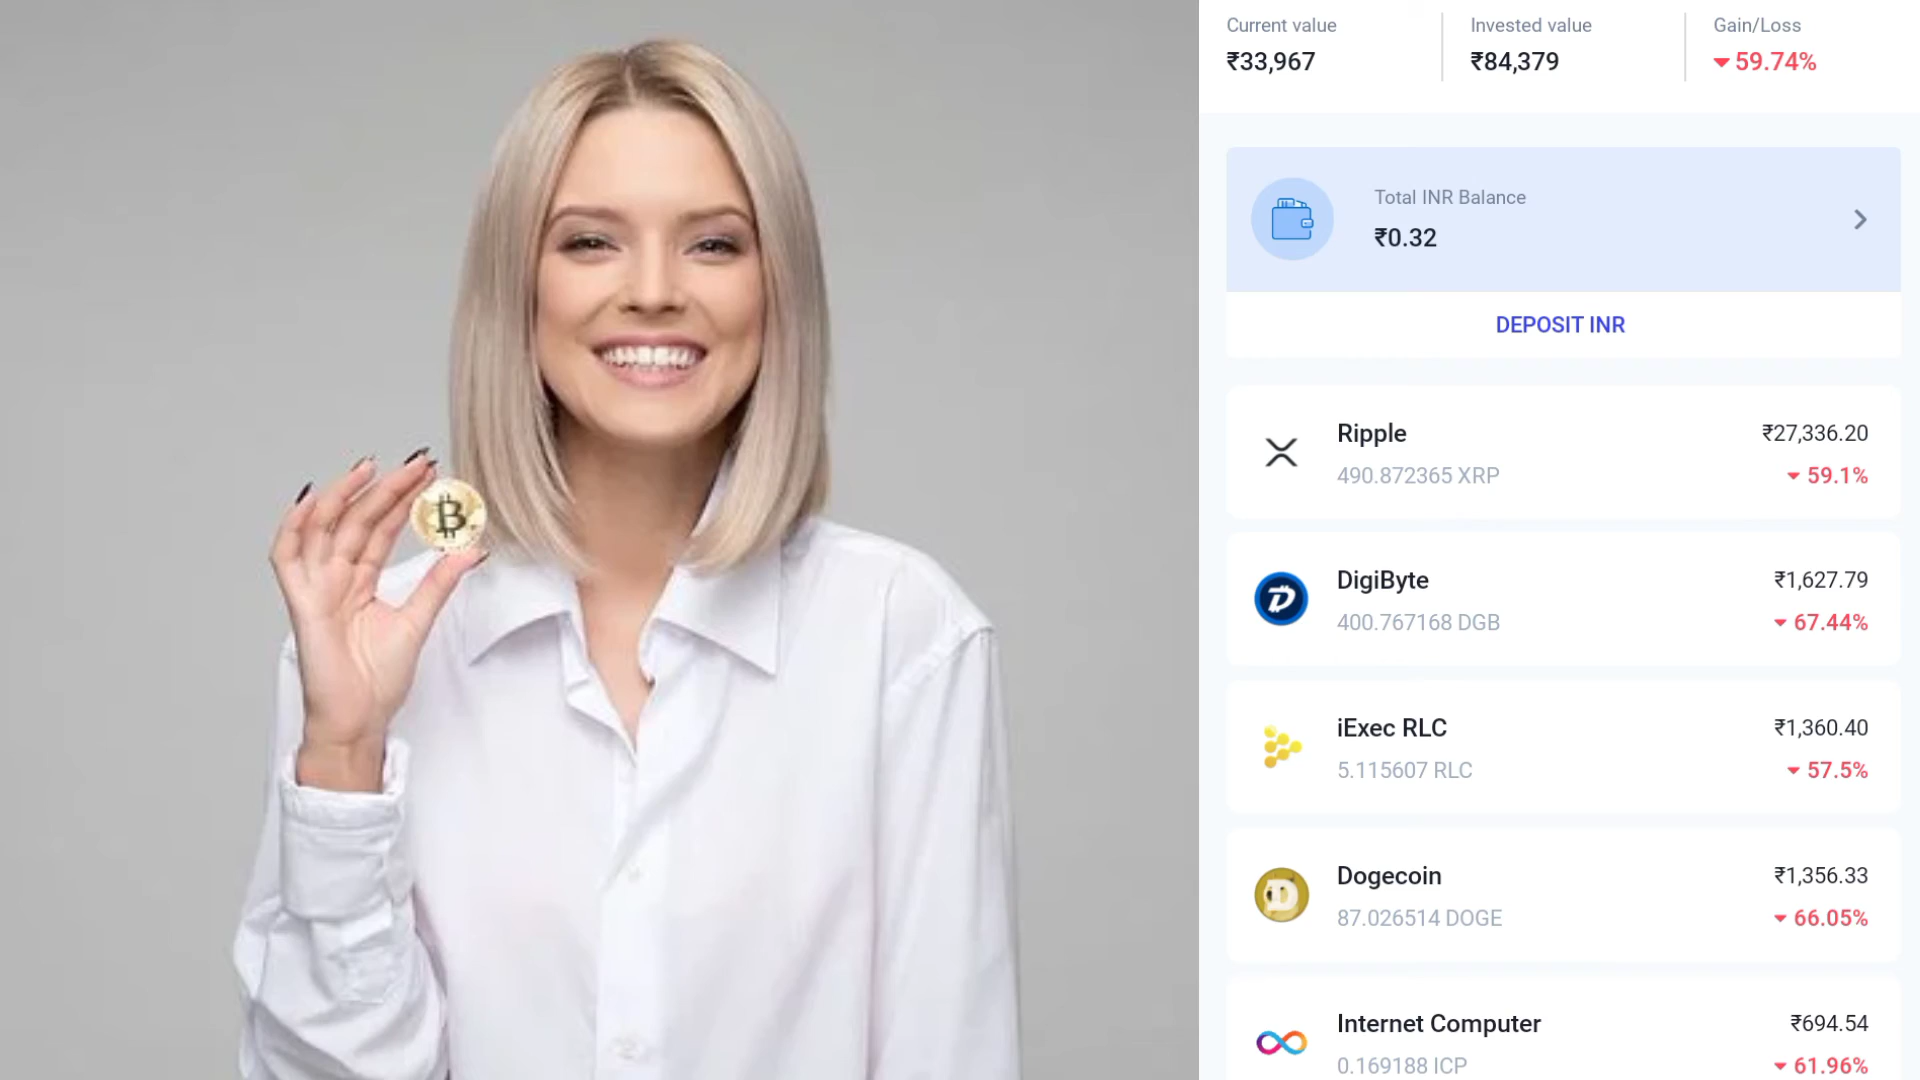 Current value
Invested value
Gain/Loss
₹33,967
₹84,379
59.74%
Total INR Balance
₹0.32
DEPOSIT INR
Ripple
₹27,336.20
490.872365 XRP
59.1%
DigiByte
₹1,627.79
400.767168 DGB
67.44%
iExec RLC
₹1,360.40
5.115607 RLC
57.5%
Dogecoin
₹1,356.33
87.026514 DOGE
66.05%
Internet Computer
₹694.54
0.169188 ICP
61.96%